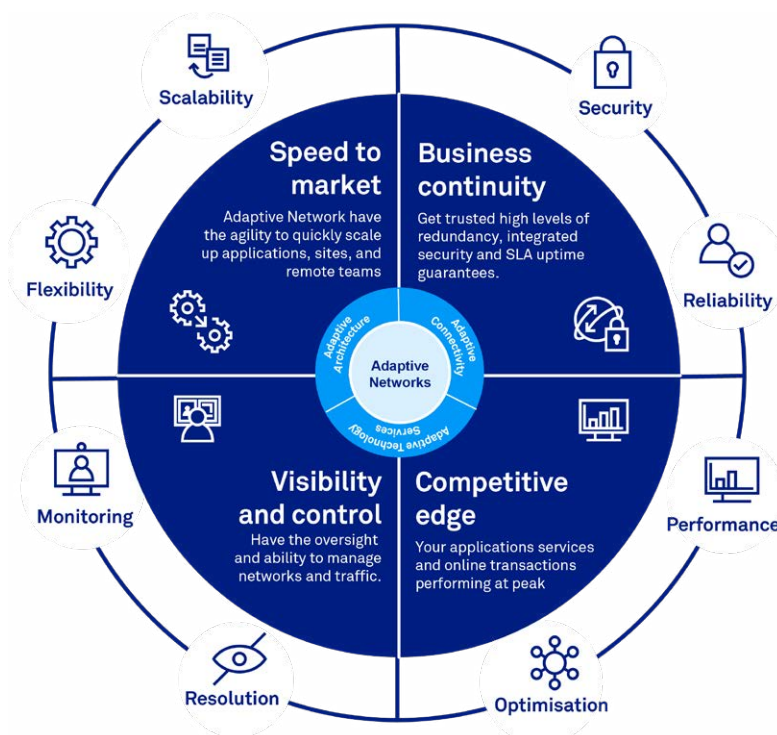 Scalability
Security
Speed to
market
Adaptive Network have
the agility to quickly scale
up applications, sites, and
remote teams
Business
continuity
Get trusted high levels of
redundancy, integrated
security and SLA uptime
guarantees.
Flexibility
Reliability
Adaptive
Architecture
Adaptive
Connectivity
Adaptive
Networks
Adaptive Technology
Services
Visibility
and control
Have the oversight
and ability to manage
networks and traffic.
Competitive
edge
Your applications services
and online transactions
performing at peak
Monitoring
Performance
Resolution
Optimisation